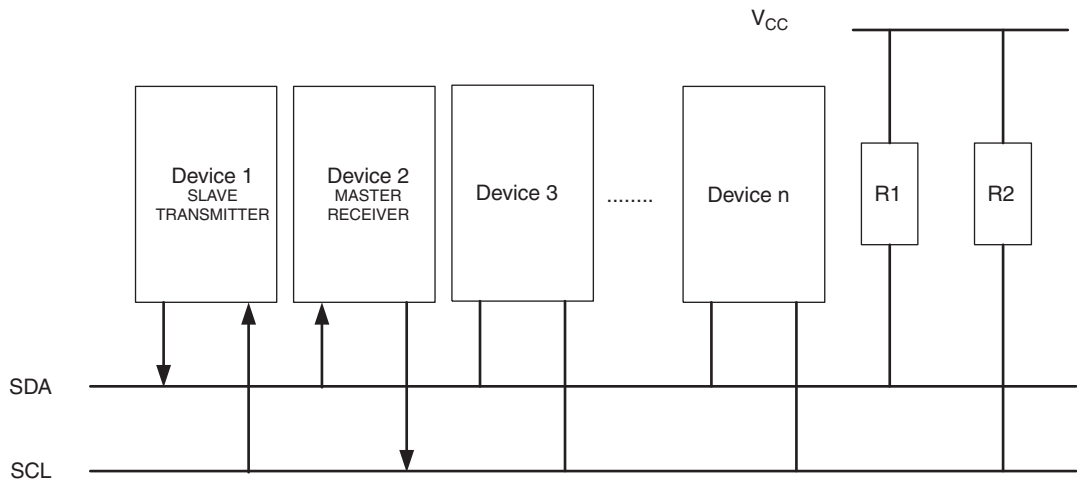 VCC
Device 1
SLAVE
TRANSMITTER
Device 2
MASTER
RECEIVER
Device 3
........
Device n
R1
R2
SDA
SCL